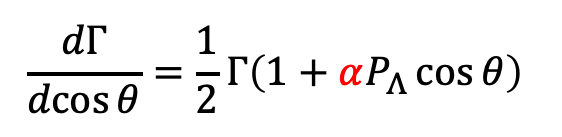 dΓ/dcos θ = 1/2 Γ(1 + αP_Λ cos θ)